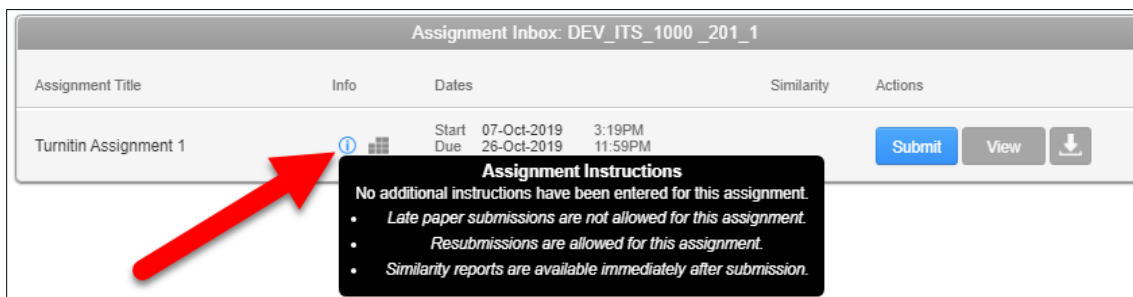 Assignment Inbox: DEV_ITS_1000 _201_1
Assignment Title Info Dates Similarity Actions
Turnitin Assignment 1
Start 07-Oct-2019 3:19PM
Due 26-Oct-2019 11:59PM
Submit View
Assignment Instructions
No additional instructions have been entered for this assignment.
• Late paper submissions are not allowed for this assignment.
• Resubmissions are allowed for this assignment.
• Similarity reports are available immediately after submission.